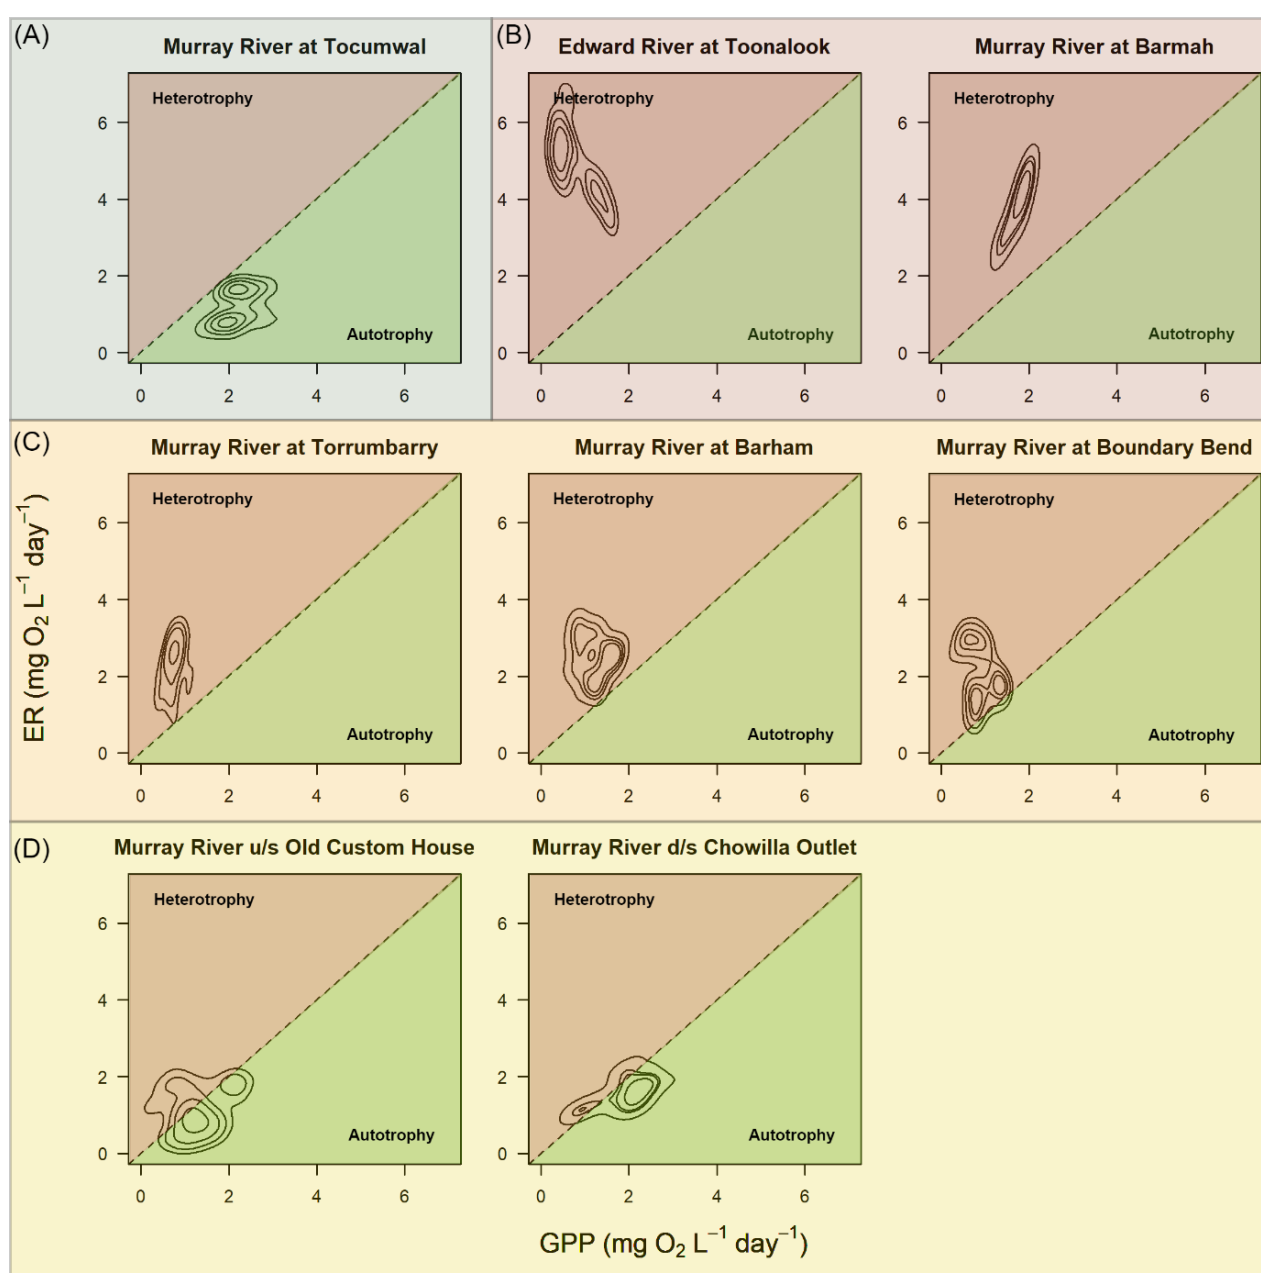 (A)
Murray River at Tocumwal
Heterotrophy
Autotrophy
6
4
2
0
0 2 4 6
(B)
Edward River at Toonalook
Heterotrophy
Autotrophy
6
4
2
0
0 2 4 6
Murray River at Barmah
Heterotrophy
Autotrophy
6
4
2
0
0 2 4 6
(C)
ER (mg O₂ L⁻¹ day⁻¹)
Murray River at Torrumbarry
Heterotrophy
Autotrophy
6
4
2
0
0 2 4 6
Murray River at Barham
Heterotrophy
Autotrophy
6
4
2
0
0 2 4 6
Murray River at Boundary Bend
Heterotrophy
Autotrophy
6
4
2
0
0 2 4 6
(D)
Murray River u/s Old Custom House
Heterotrophy
Autotrophy
6
4
2
0
0 2 4 6
Murray River d/s Chowilla Outlet
Heterotrophy
Autotrophy
6
4
2
0
0 2 4 6
GPP (mg O₂ L⁻¹ day⁻¹)